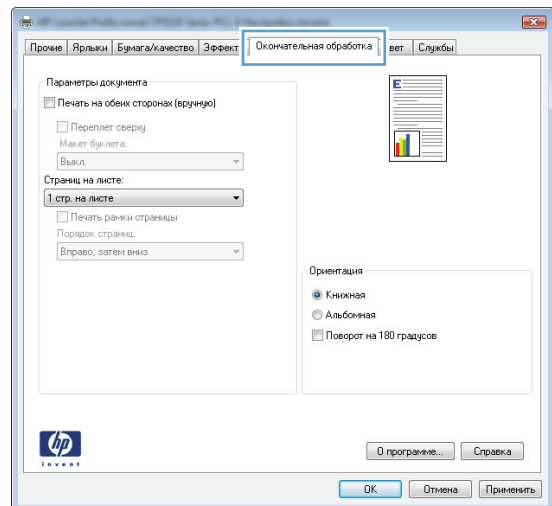 Прочие Ярлыки Бумага/качество Эффект Окончательная обработка вет Службы
Параметры документа
Печать на обеих сторонах (вручную)
Переплет сверху
Макет буклета:
Выкл.
Страниц на листе:
1 стр. на листе
Печать рамки страницы
Порядок страниц:
Вправо, затем вниз
E
Ориентация
Книжная
Альбомная
Поворот на 180 градусов
hp
invent
О программе... Справка
OK Отмена Применить